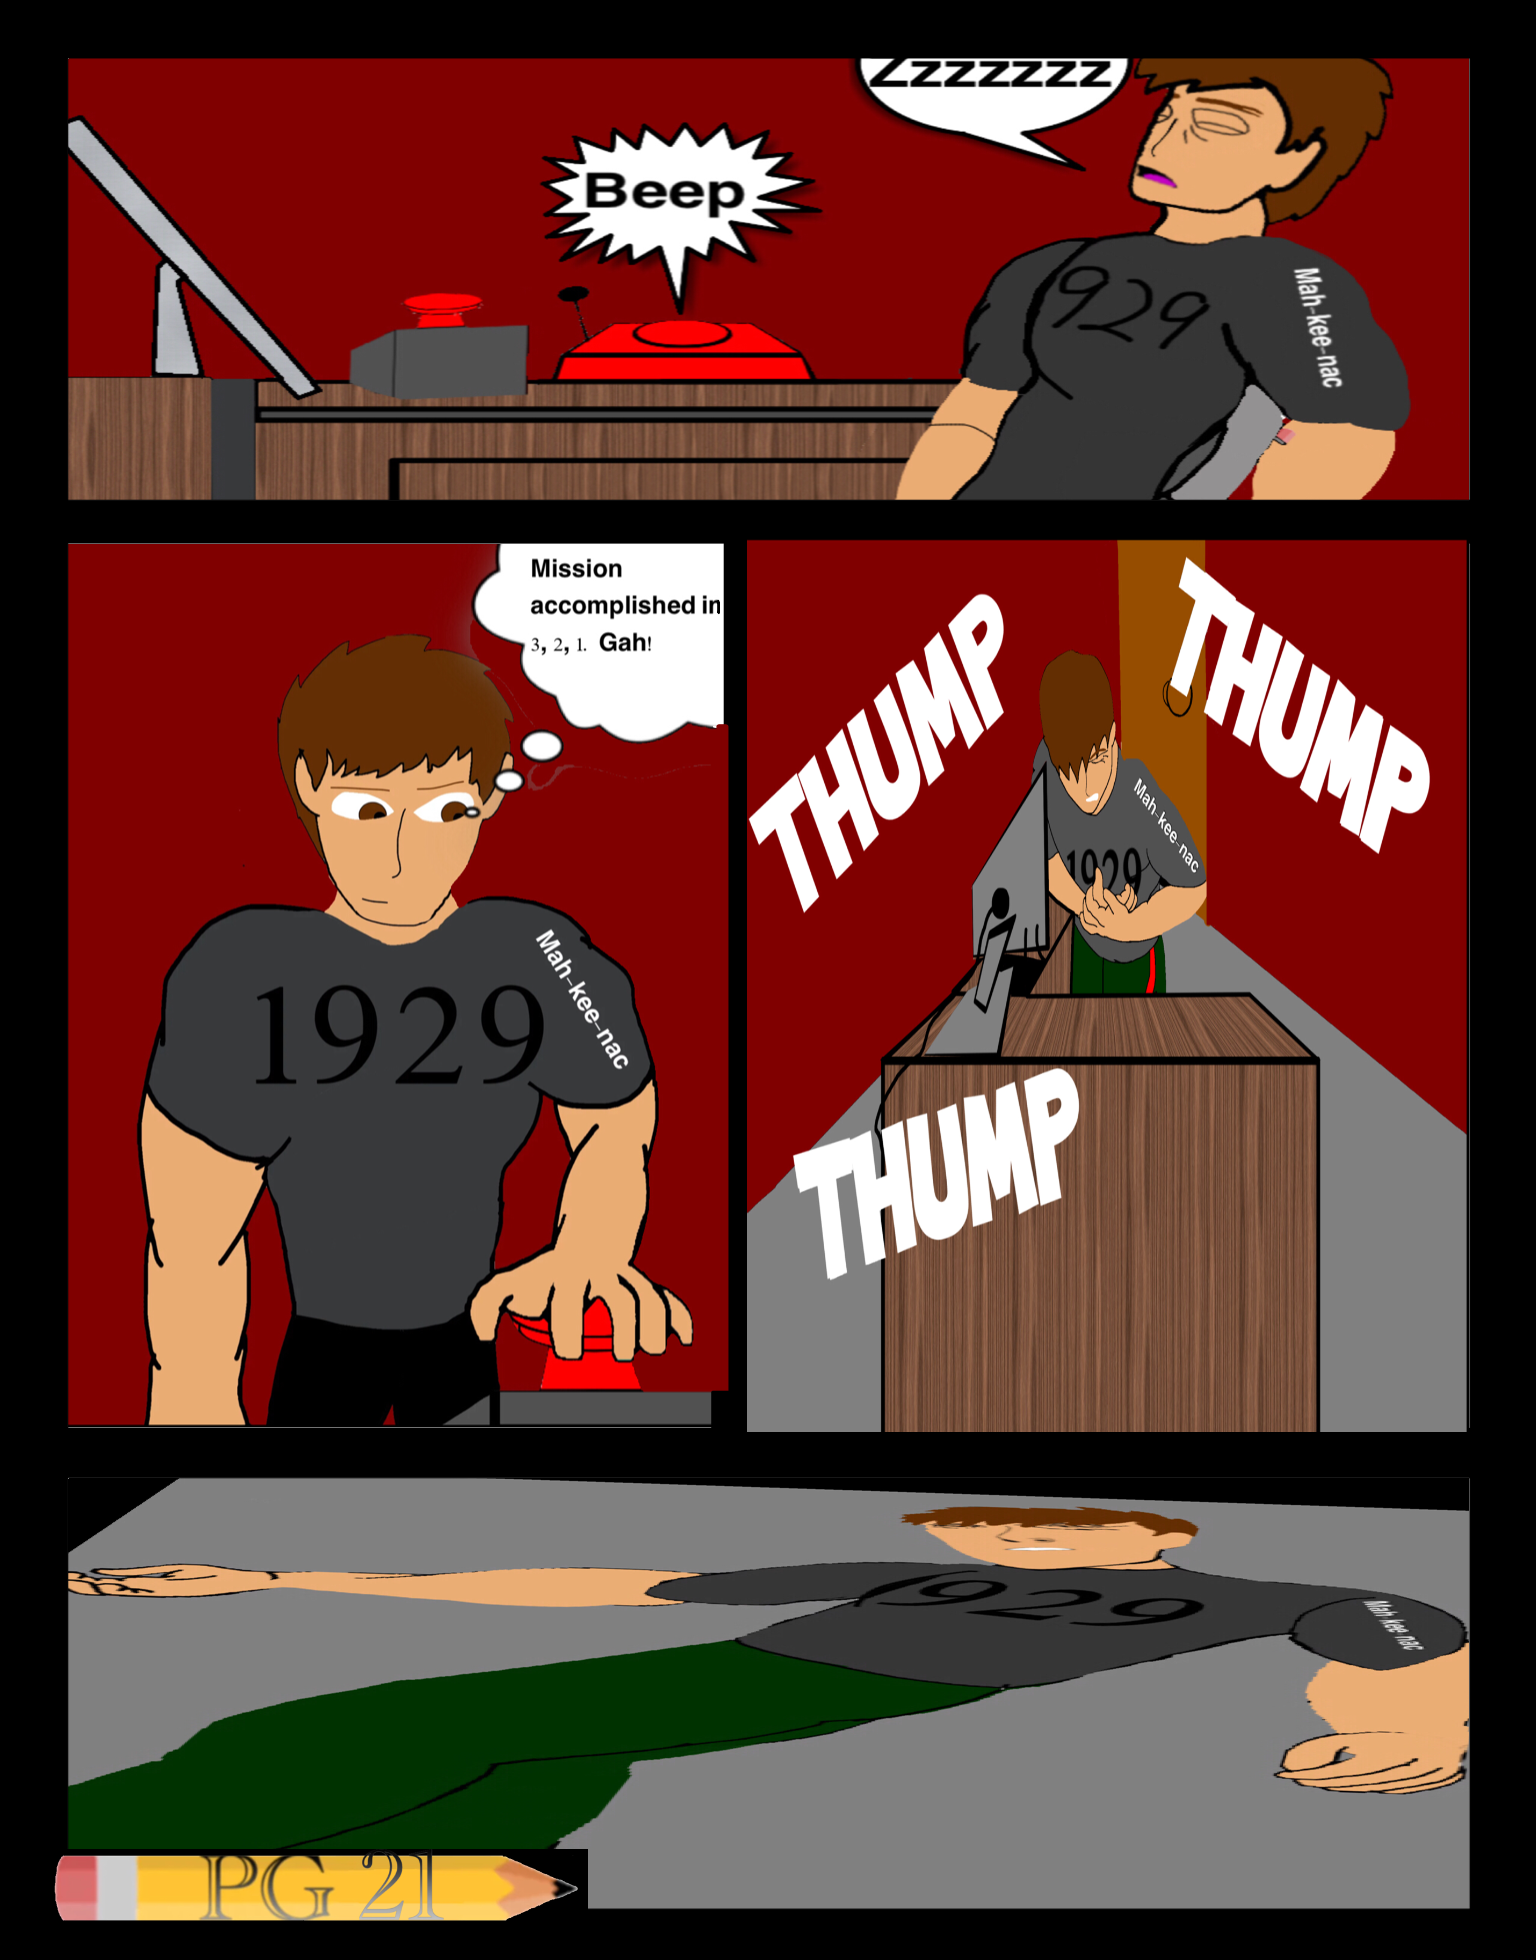 Zzzzzzz
Beep
929
Mah-kee-nac
Mission
accomplished in
3, 2, 1. Gah!
1929
Mah-kee-nac
THUMP
THUMP
Mah-kee-nac
1929
THUMP
1929
Mah-kee-nac
PG 21